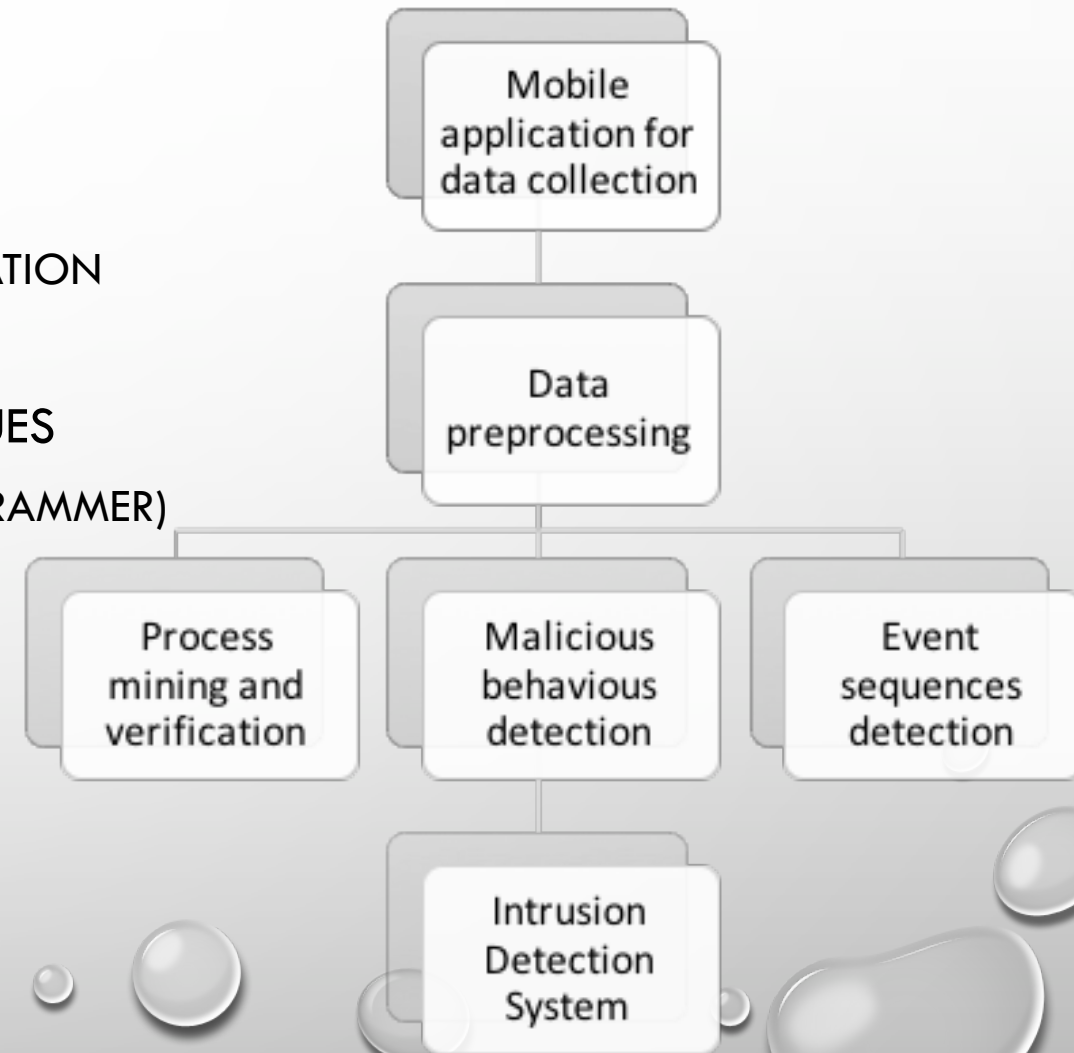 Mobile
application for
data collection
ATION
Data
preprocessing
UES
RAMMER)
Process
mining and
verification
Malicious
behavious
detection
Event
sequences
detection
Intrusion
Detection
System